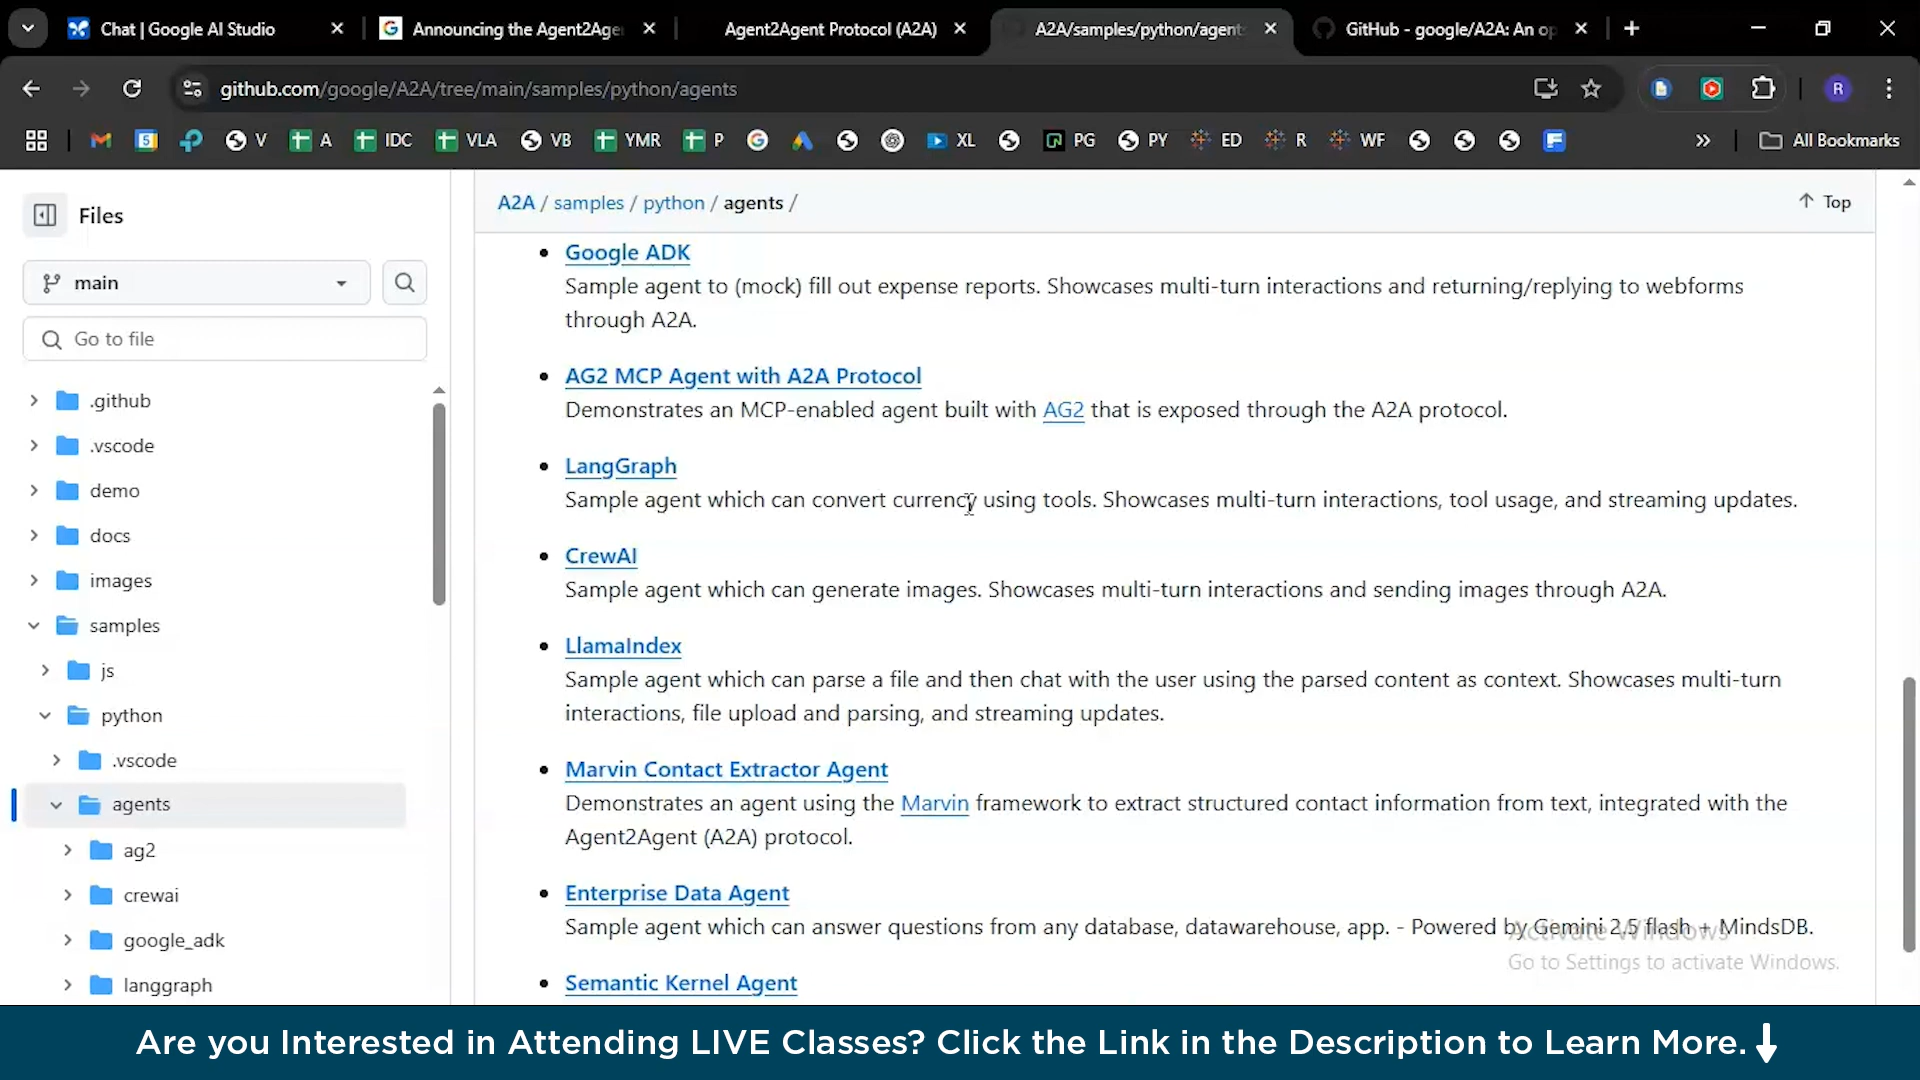 Chat | Google AI Studio
Announcing the Agent2Age
Agent2Agent Protocol (A2A)
A2A/samples/python/agent
GitHub - google/A2A: An op
github.com/google/A2A/tree/main/samples/python/agents
R
5
V
A
IDC
VLA
VB
YMR
P
XL
PG
PY
ED
R
WF
All Bookmarks
Files
main
Go to file
.github
.vscode
demo
docs
images
samples
js
python
.vscode
agents
ag2
crewai
google_adk
langgraph
A2A / samples / python / agents /
Top
Google ADK
Sample agent to (mock) fill out expense reports. Showcases multi-turn interactions and returning/replying to webforms
through A2A.
AG2 MCP Agent with A2A Protocol
Demonstrates an MCP-enabled agent built with AG2 that is exposed through the A2A protocol.
LangGraph
Sample agent which can convert currency using tools. Showcases multi-turn interactions, tool usage, and streaming updates.
CrewAI
Sample agent which can generate images. Showcases multi-turn interactions and sending images through A2A.
LlamaIndex
Sample agent which can parse a file and then chat with the user using the parsed content as context. Showcases multi-turn
interactions, file upload and parsing, and streaming updates.
Marvin Contact Extractor Agent
Demonstrates an agent using the Marvin framework to extract structured contact information from text, integrated with the
Agent2Agent (A2A) protocol.
Enterprise Data Agent
Sample agent which can answer questions from any database, datawarehouse, app. - Powered by Gemini 2.5 flash + MindsDB.
Semantic Kernel Agent
Activate Windows
Go to Settings to activate Windows.
Are you Interested in Attending LIVE Classes? Click the Link in the Description to Learn More.